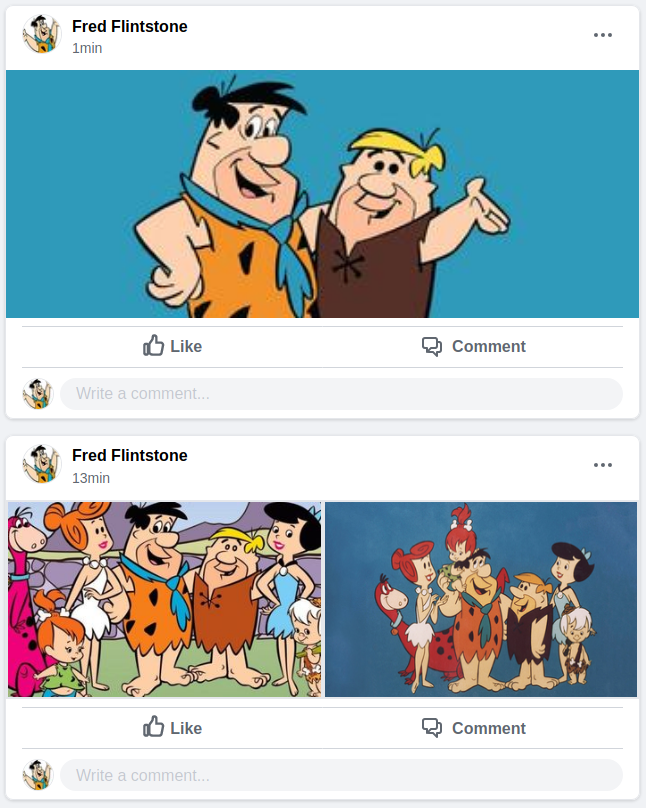 Fred Flintstone
1min
Like
Comment
Write a comment...
Fred Flintstone
13min
Like
Comment
Write a comment...